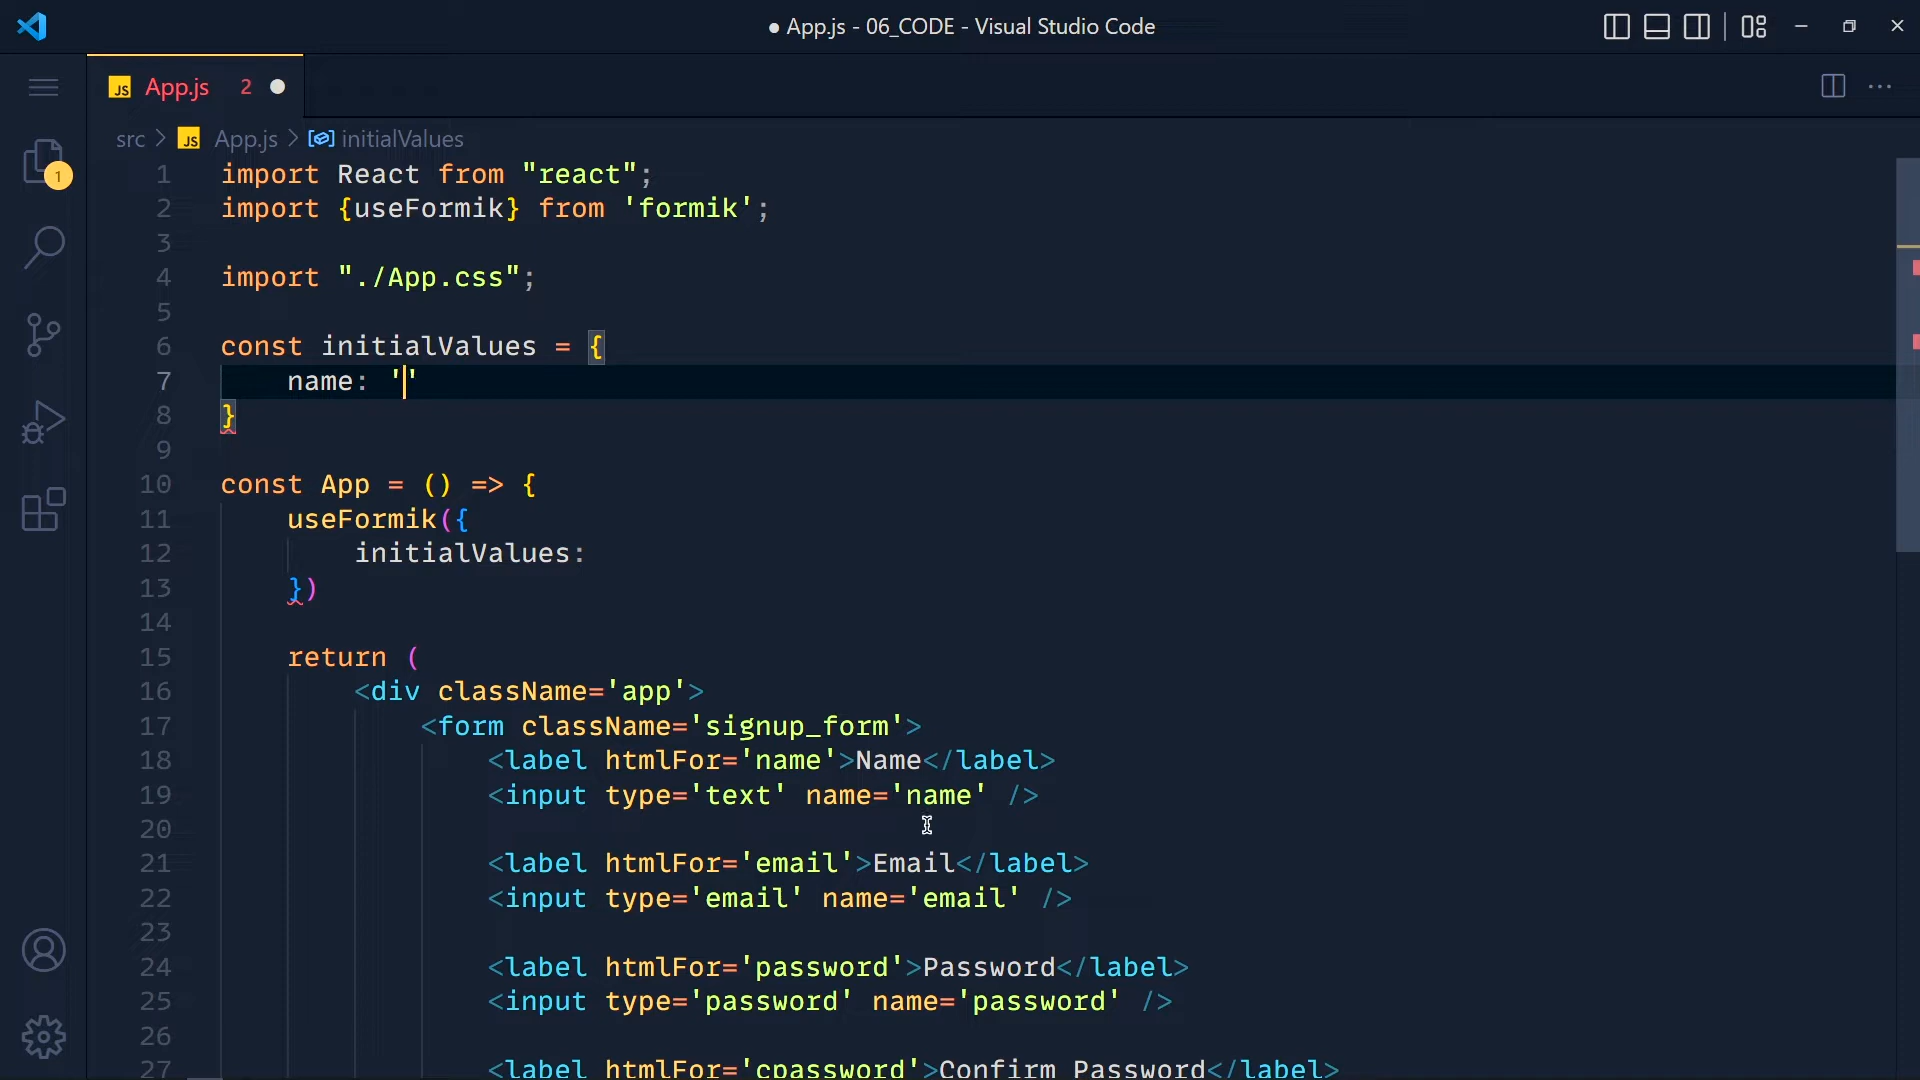 ● App.js - 06_CODE - Visual Studio Code
JS App.js 2 ●
src > JS App.js > initialValues
1
1 import React from "react";
2 import {useFormik} from 'formik';
3
4 import "./App.css";
5
6 const initialValues = {
7 name: ''
8 }
9
10 const App = () => {
11 useFormik({
12 initialValues:
13 })
14
15 return (
16 <div className='app'>
17 <form className='signup_form'>
18 <label htmlFor='name'>Name</label>
19 <input type='text' name='name' />
20
21 <label htmlFor='email'>Email</label>
22 <input type='email' name='email' />
23
24 <label htmlFor='password'>Password</label>
25 <input type='password' name='password' />
26
27 <label htmlFor='cpassword'>Confirm Password</label>